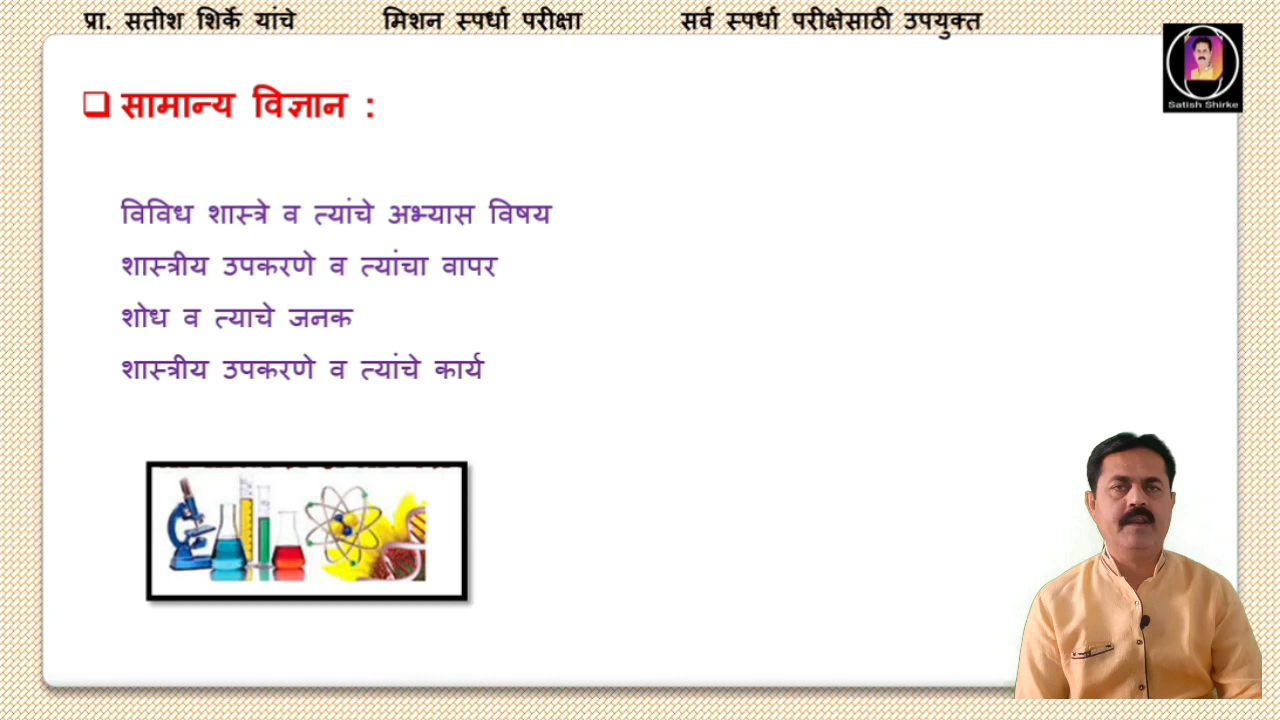 प्रा. सतीश शिर्के यांचे मिशन स्पर्धा परीक्षा सर्व स्पर्धा परीक्षेसाठी उपयुक्त
Satish Shirke
सामान्य विज्ञान :
विविध शास्त्रे व त्यांचे अभ्यास विषय
शास्त्रीय उपकरणे व त्यांचा वापर
शोध व त्याचे जनक
शास्त्रीय उपकरणे व त्यांचे कार्य